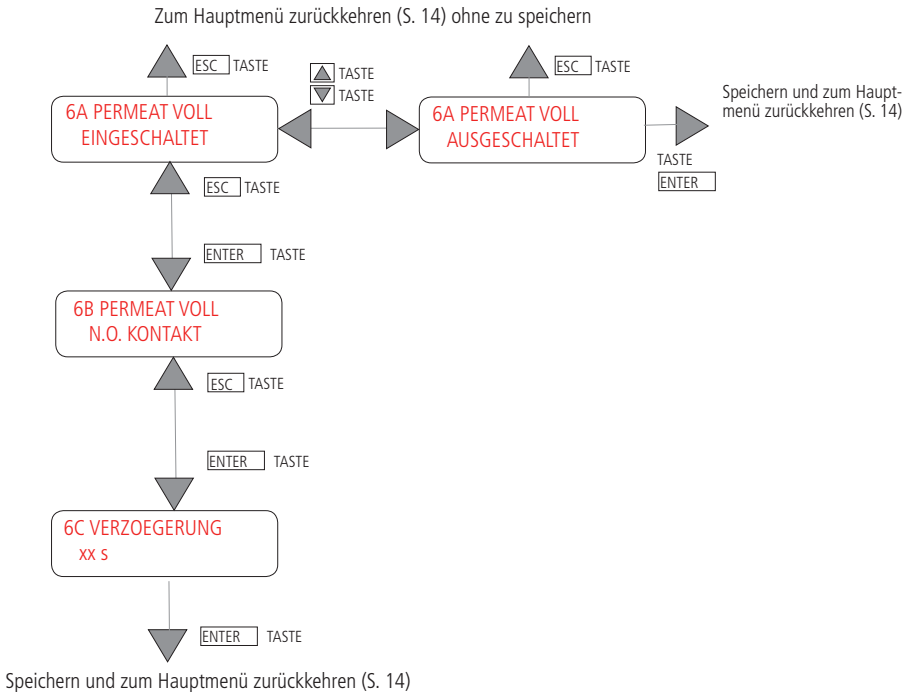 Zum Hauptmenü zurückkehren (S. 14) ohne zu speichern
ESC TASTE
TASTE
TASTE
ESC TASTE
6A PERMEAT VOLL
EINGESCHALTET
6A PERMEAT VOLL
AUSGESCHALTET
Speichern und zum Haupt-
menü zurückkehren (S. 14)
TASTE
ENTER
ESC TASTE
ENTER TASTE
6B PERMEAT VOLL
N.O. KONTAKT
ESC TASTE
ENTER TASTE
6C VERZOEGERUNG
xx s
ENTER TASTE
Speichern und zum Hauptmenü zurückkehren (S. 14)